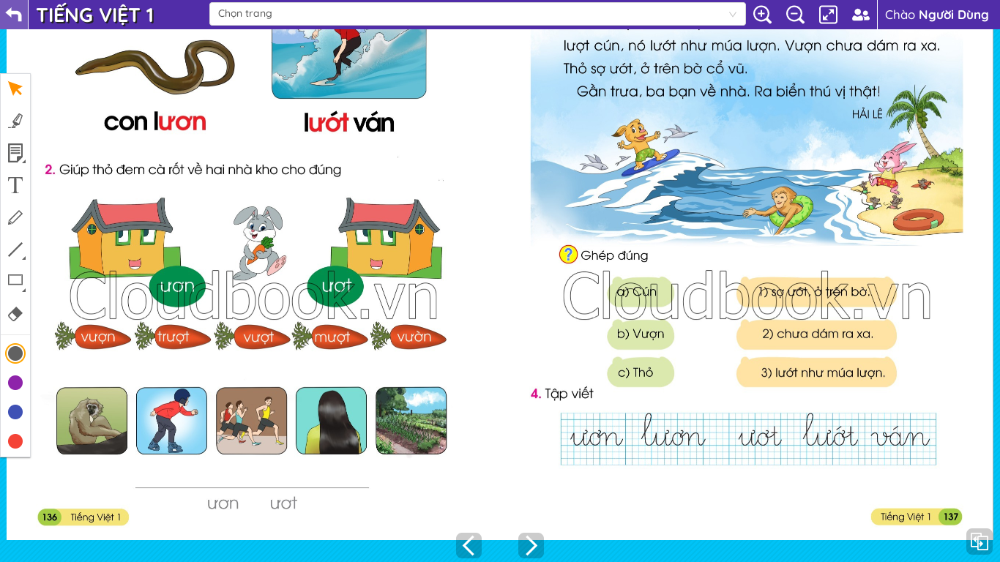 TIẾNG VIỆT 1
Chọn trang
Chào Người Dùng
con lươn
lướt ván
2. Giúp thỏ đem cà rốt về hai nhà kho cho đúng
ươn
ươt
vượn
trượt
vượt
mượt
vườn
Cloudbook.vn
ươn ươt
136 Tiếng Việt 1
lượt cún, nó lướt như múa lượn. Vượn chưa dám ra xa.
Thỏ sợ ướt, ở trên bờ cổ vũ.
Gần trưa, ba bạn về nhà. Ra biển thú vị thật!
HẢI LÊ
? Ghép đúng
a) Cún
1) sợ ướt, ở trên bờ.
b) Vượn
2) chưa dám ra xa.
c) Thỏ
3) lướt như múa lượn.
Cloudbook.vn
4. Tập viết
ươn lươn ươt lướt ván
Tiếng Việt 1 137
T